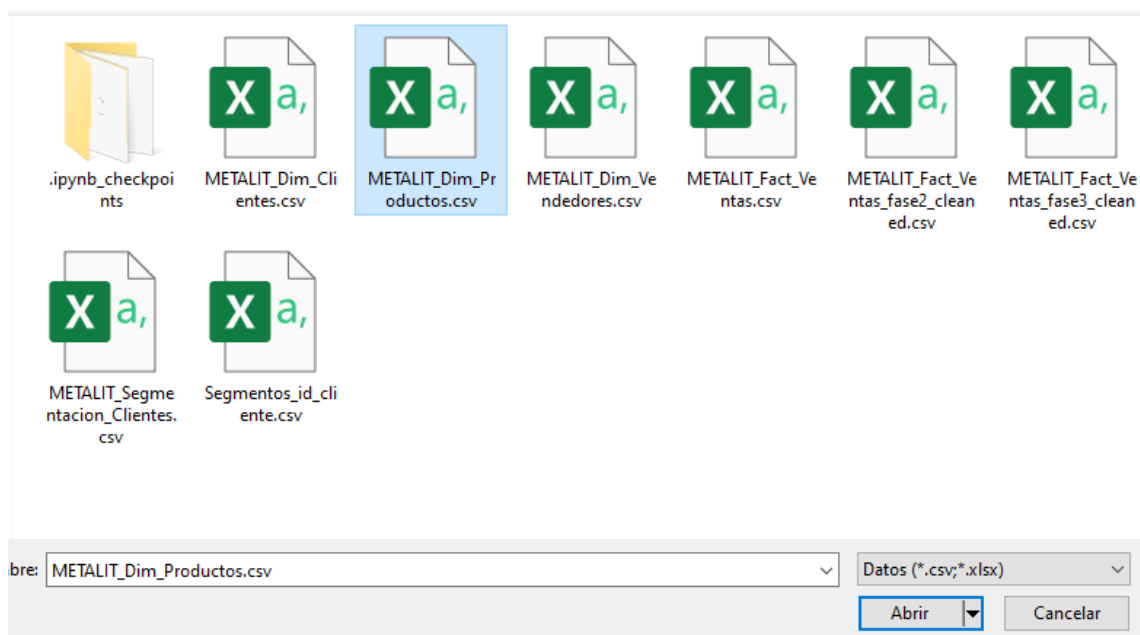 .ipynb_checkpoi
nts
METALIT_Dim_Cli
entes.csv
METALIT_Dim_Pr
oductos.csv
METALIT_Dim_Ve
ndedores.csv
METALIT_Fact_Ve
ntas.csv
METALIT_Fact_Ve
ntas_fase2_clean
ed.csv
METALIT_Fact_Ve
ntas_fase3_clean
ed.csv
METALIT_Segme
ntacion_Clientes.
csv
Segmentos_id_cli
ente.csv
bre: METALIT_Dim_Productos.csv
Datos (*.csv;*.xlsx)
Abrir
Cancelar